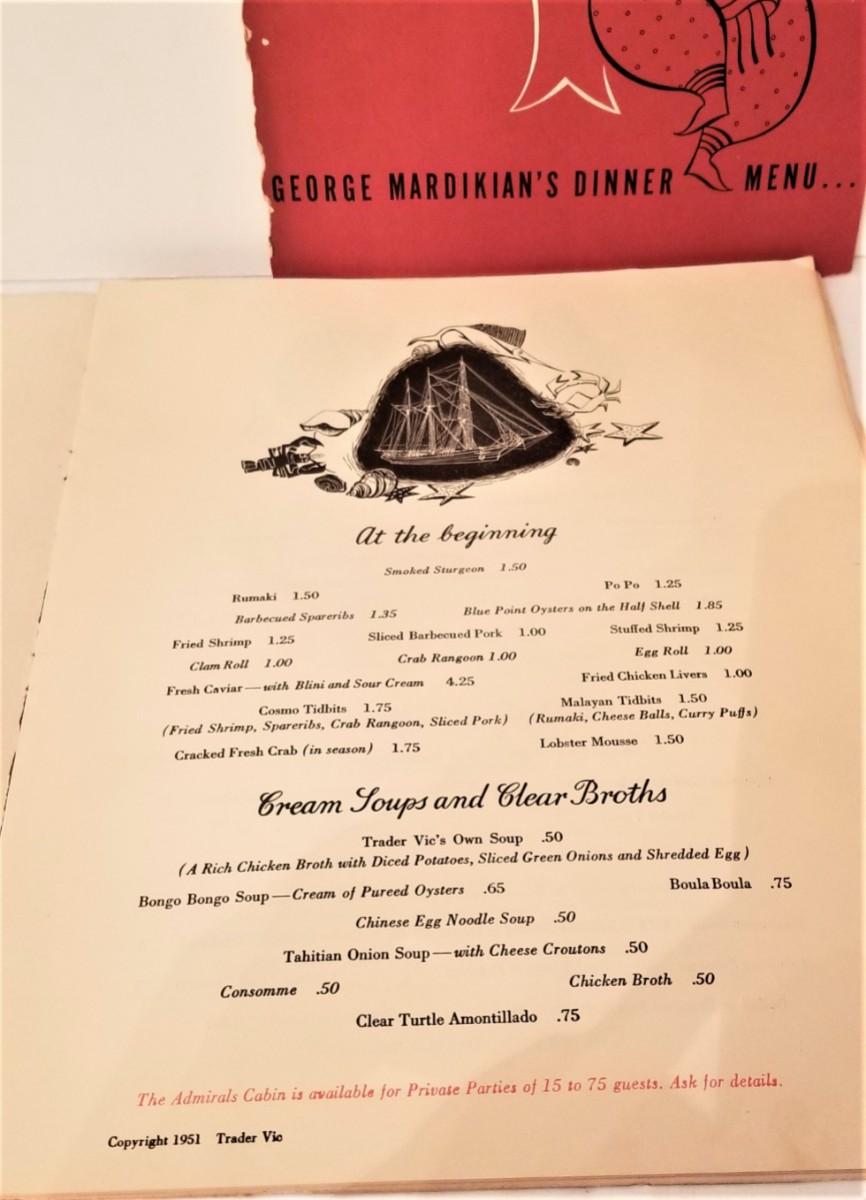 GEORGE MARDIKIAN'S DINNER MENU...
At the beginning
Smoked Sturgeon 1.50
Rumaki 1.50 Po Po 1.25
Barbecued Spareribs 1.35 Blue Point Oysters on the Half Shell 1.85
Fried Shrimp 1.25 Sliced Barbecued Pork 1.00 Stuffed Shrimp 1.25
Clam Roll 1.00 Crab Rangoon 1.00 Egg Roll 1.00
Fresh Caviar — with Blini and Sour Cream 4.25 Fried Chicken Livers 1.00
Cosmo Tidbits 1.75 Malayan Tidbits 1.50
(Fried Shrimp, Spareribs, Crab Rangoon, Sliced Pork) (Rumaki, Cheese Balls, Curry Puffs)
Cracked Fresh Crab (in season) 1.75 Lobster Mousse 1.50
Cream Soups and Clear Broths
Trader Vic's Own Soup .50
(A Rich Chicken Broth with Diced Potatoes, Sliced Green Onions and Shredded Egg)
Bongo Bongo Soup — Cream of Pureed Oysters .65 Boula Boula .75
Chinese Egg Noodle Soup .50
Tahitian Onion Soup — with Cheese Croutons .50
Consomme .50 Chicken Broth .50
Clear Turtle Amontillado .75
The Admirals Cabin is available for Private Parties of 15 to 75 guests. Ask for details.
Copyright 1951 Trader Vic